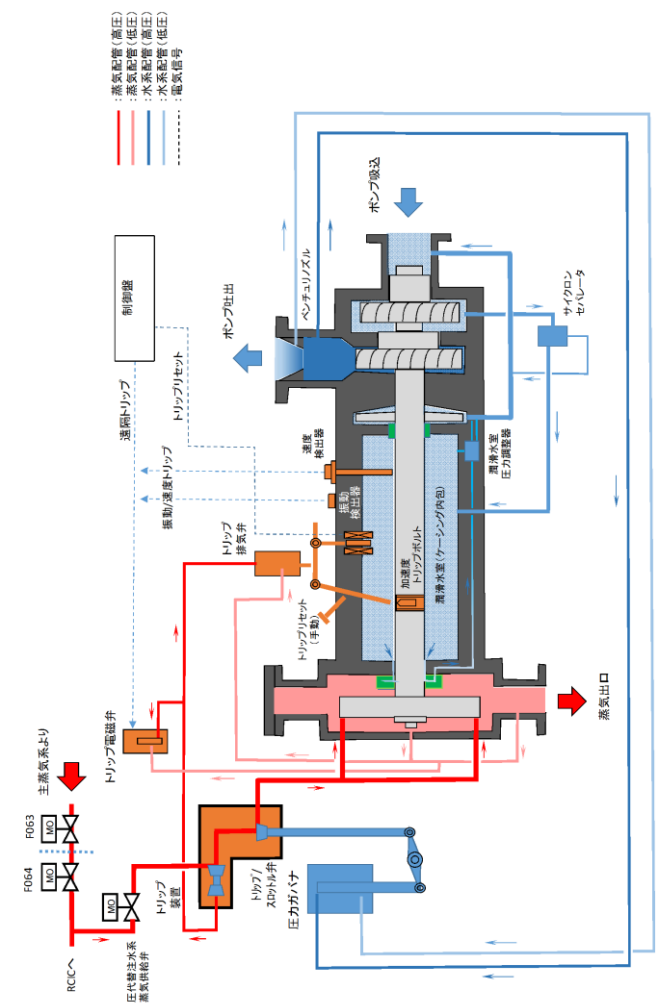 :蒸気配管(高圧)
:蒸気配管(低圧)
:水系配管(高圧)
:水系配管(低圧)
:電気信号
制御盤
遠隔トリップ
トリップリセット
振動/速度トリップ
速度
検出器
振動
検出器
トリップ
排気弁
トリップリセット
(手動)
トリップ電磁弁
主蒸気系より
F063
F064
MO
MO
MO
RCICへ
圧代替注水系
蒸気供給弁
トリップ
装置
トリップ/
スロットル弁
圧力ガバナ
ポンプ吐出
ベンチュリノズル
ポンプ吸込
サイクロン
セパレータ
潤滑水室
圧力調整器
潤滑水室(ケーシング内包)
加速度
トリップボルト
蒸気出口